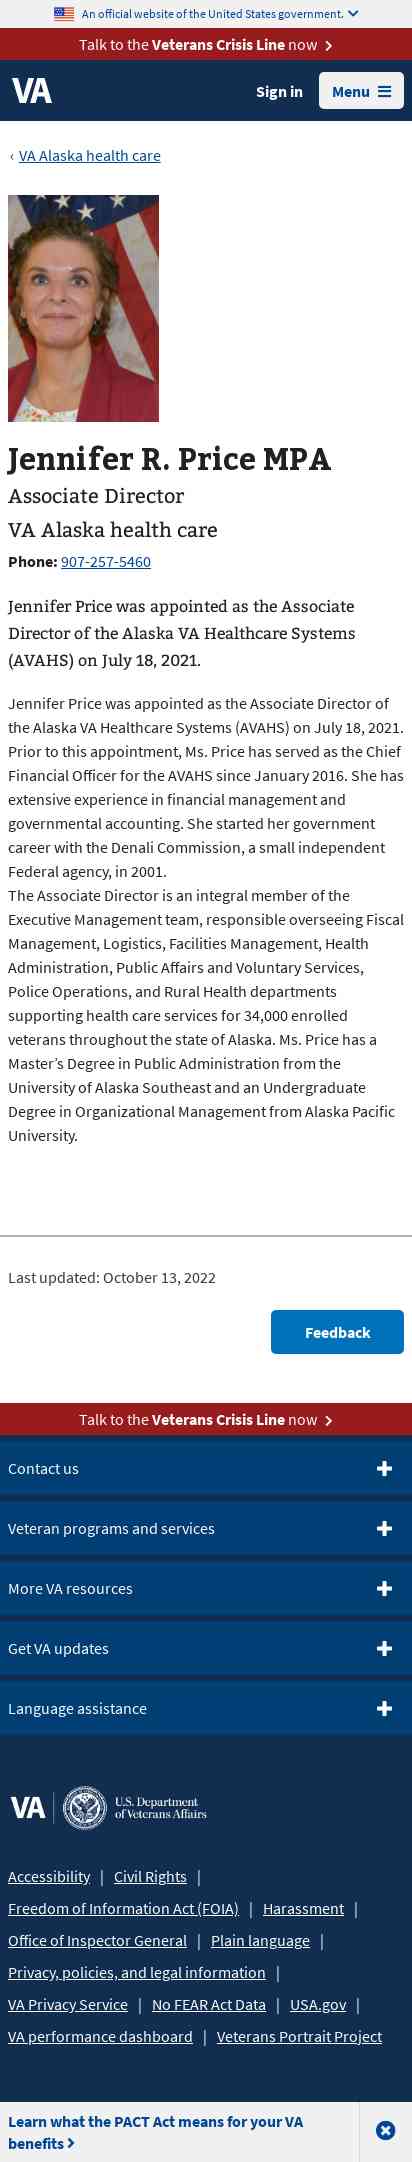 An official website of the United States government.
Talk to the Veterans Crisis Line now
VA
Sign in
Menu
‹ VA Alaska health care
Jennifer R. Price MPA
Associate Director
VA Alaska health care
Phone: 907-257-5460
Jennifer Price was appointed as the Associate
Director of the Alaska VA Healthcare Systems
(AVAHS) on July 18, 2021.
Jennifer Price was appointed as the Associate Director of
the Alaska VA Healthcare Systems (AVAHS) on July 18, 2021.
Prior to this appointment, Ms. Price has served as the Chief
Financial Officer for the AVAHS since January 2016. She has
extensive experience in financial management and
governmental accounting. She started her government
career with the Denali Commission, a small independent
Federal agency, in 2001.
The Associate Director is an integral member of the
Executive Management team, responsible overseeing Fiscal
Management, Logistics, Facilities Management, Health
Administration, Public Affairs and Voluntary Services,
Police Operations, and Rural Health departments
supporting health care services for 34,000 enrolled
veterans throughout the state of Alaska. Ms. Price has a
Master’s Degree in Public Administration from the
University of Alaska Southeast and an Undergraduate
Degree in Organizational Management from Alaska Pacific
University.
Last updated: October 13, 2022
Feedback
Talk to the Veterans Crisis Line now
Contact us
Veteran programs and services
More VA resources
Get VA updates
Language assistance
VA
U.S. Department
of Veterans Affairs
Accessibility | Civil Rights |
Freedom of Information Act (FOIA) | Harassment |
Office of Inspector General | Plain language |
Privacy, policies, and legal information |
VA Privacy Service | No FEAR Act Data | USA.gov |
VA performance dashboard | Veterans Portrait Project
Learn what the PACT Act means for your VA
benefits